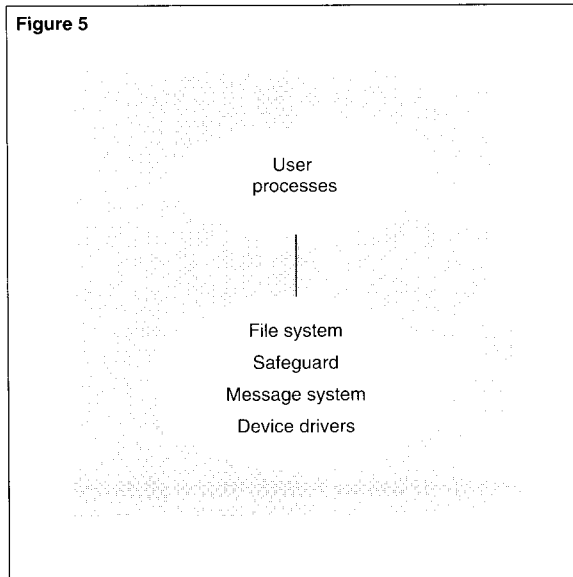 Figure 5
User
processes
File system
Safeguard
Message system
Device drivers